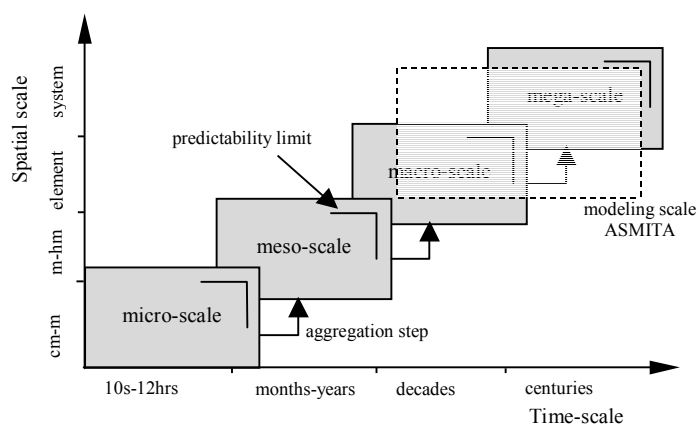 Spatial scale
system
element
m-hm
cm-m
mega-scale
predictability limit
macro-scale
modeling scale
ASMITA
meso-scale
micro-scale
aggregation step
10s-12hrs
months-years
decades
centuries
Time-scale